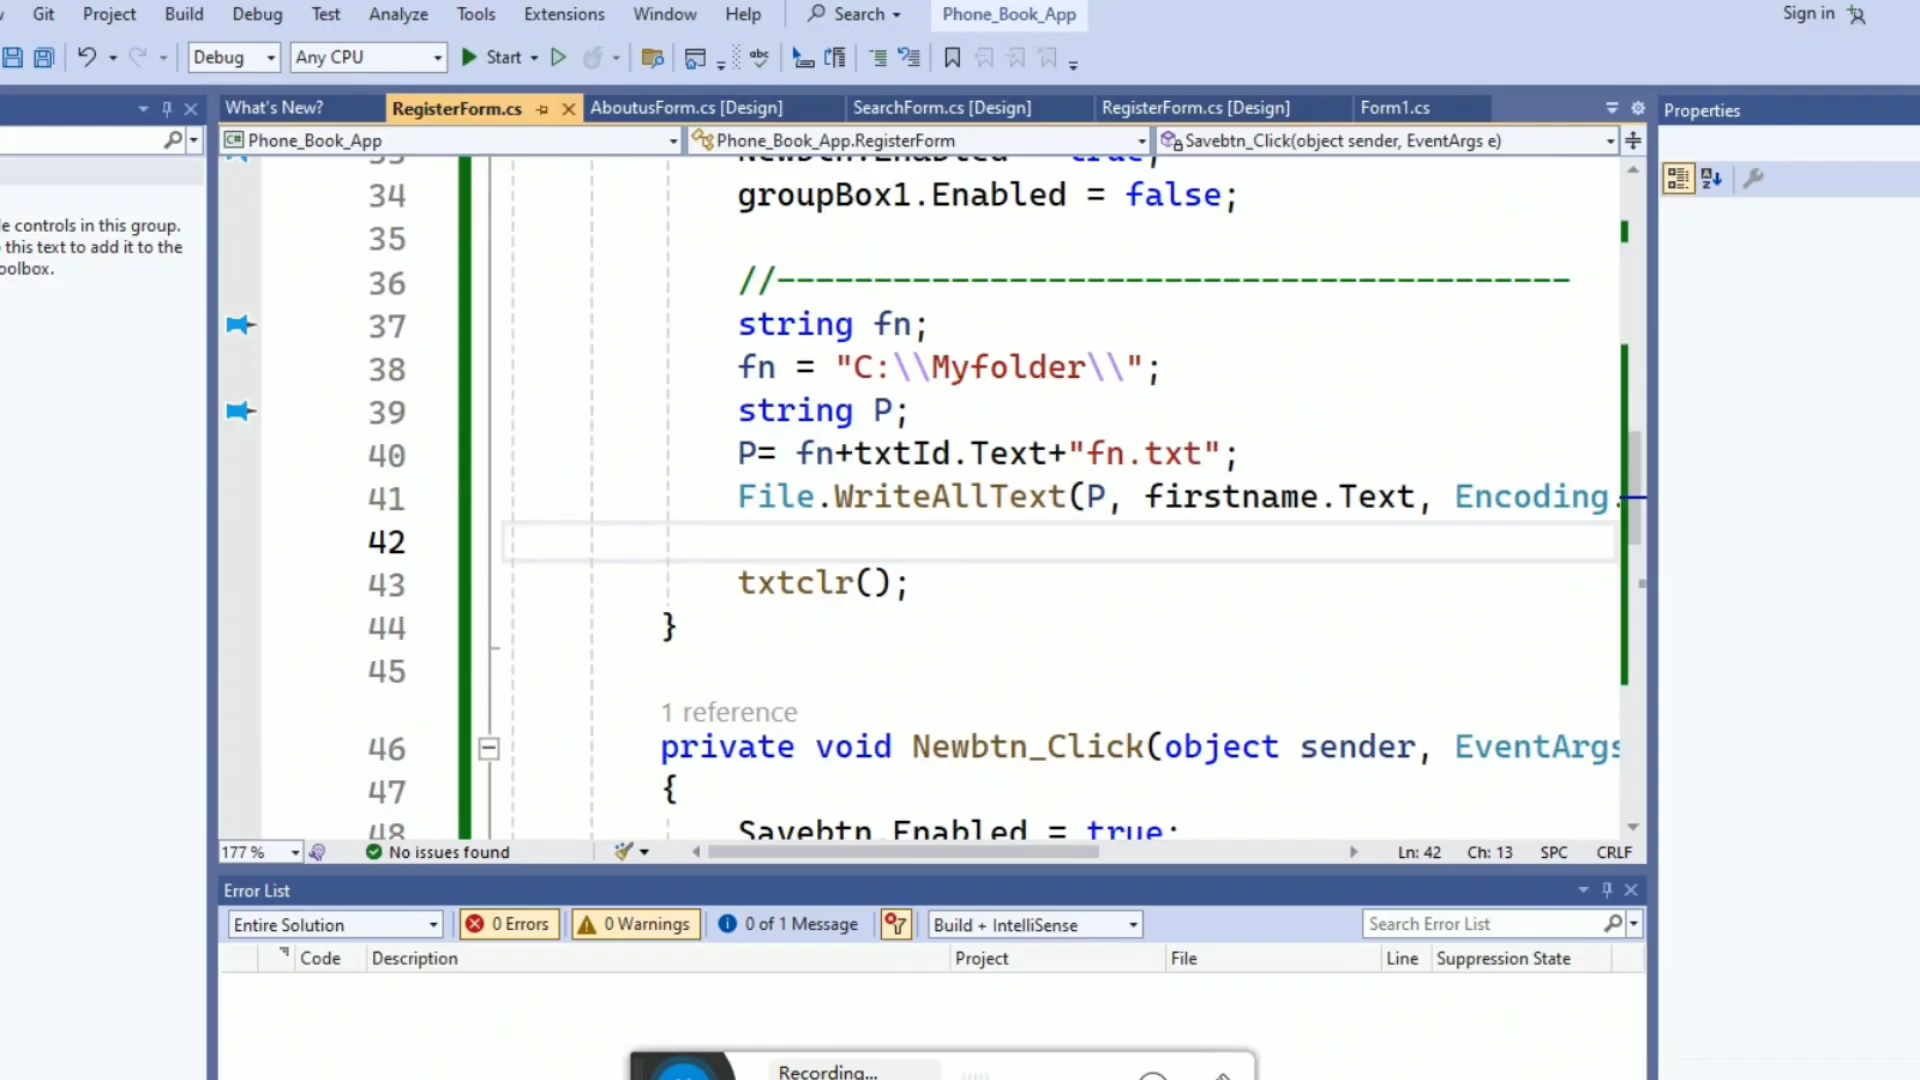 Git Project Build Debug Test Analyze Tools Extensions Window Help Search Phone_Book_App Sign in
Debug Any CPU Start
What's New? RegisterForm.cs AboutusForm.cs [Design] SearchForm.cs [Design] RegisterForm.cs [Design] Form1.cs Properties
Phone_Book_App Phone_Book_App.RegisterForm Savebtn_Click(object sender, EventArgs e)
34 groupBox1.Enabled = false;
35
36 //-----------------------------------------
37 string fn;
38 fn = "C:\\Myfolder\\";
39 string P;
40 P= fn+txtId.Text+"fn.txt";
41 File.WriteAllText(P, firstname.Text, Encoding.
42
43 txtclr();
44 }
45
1 reference
46 private void Newbtn_Click(object sender, EventArgs
47 {
48 Savebtn.Enabled = true;
controls in this group.
this text to add it to the
oolbox.
177 % No issues found Ln: 42 Ch: 13 SPC CRLF
Error List
Entire Solution 0 Errors 0 Warnings 0 of 1 Message Build + IntelliSense Search Error List
Code Description Project File Line Suppression State
Recording...